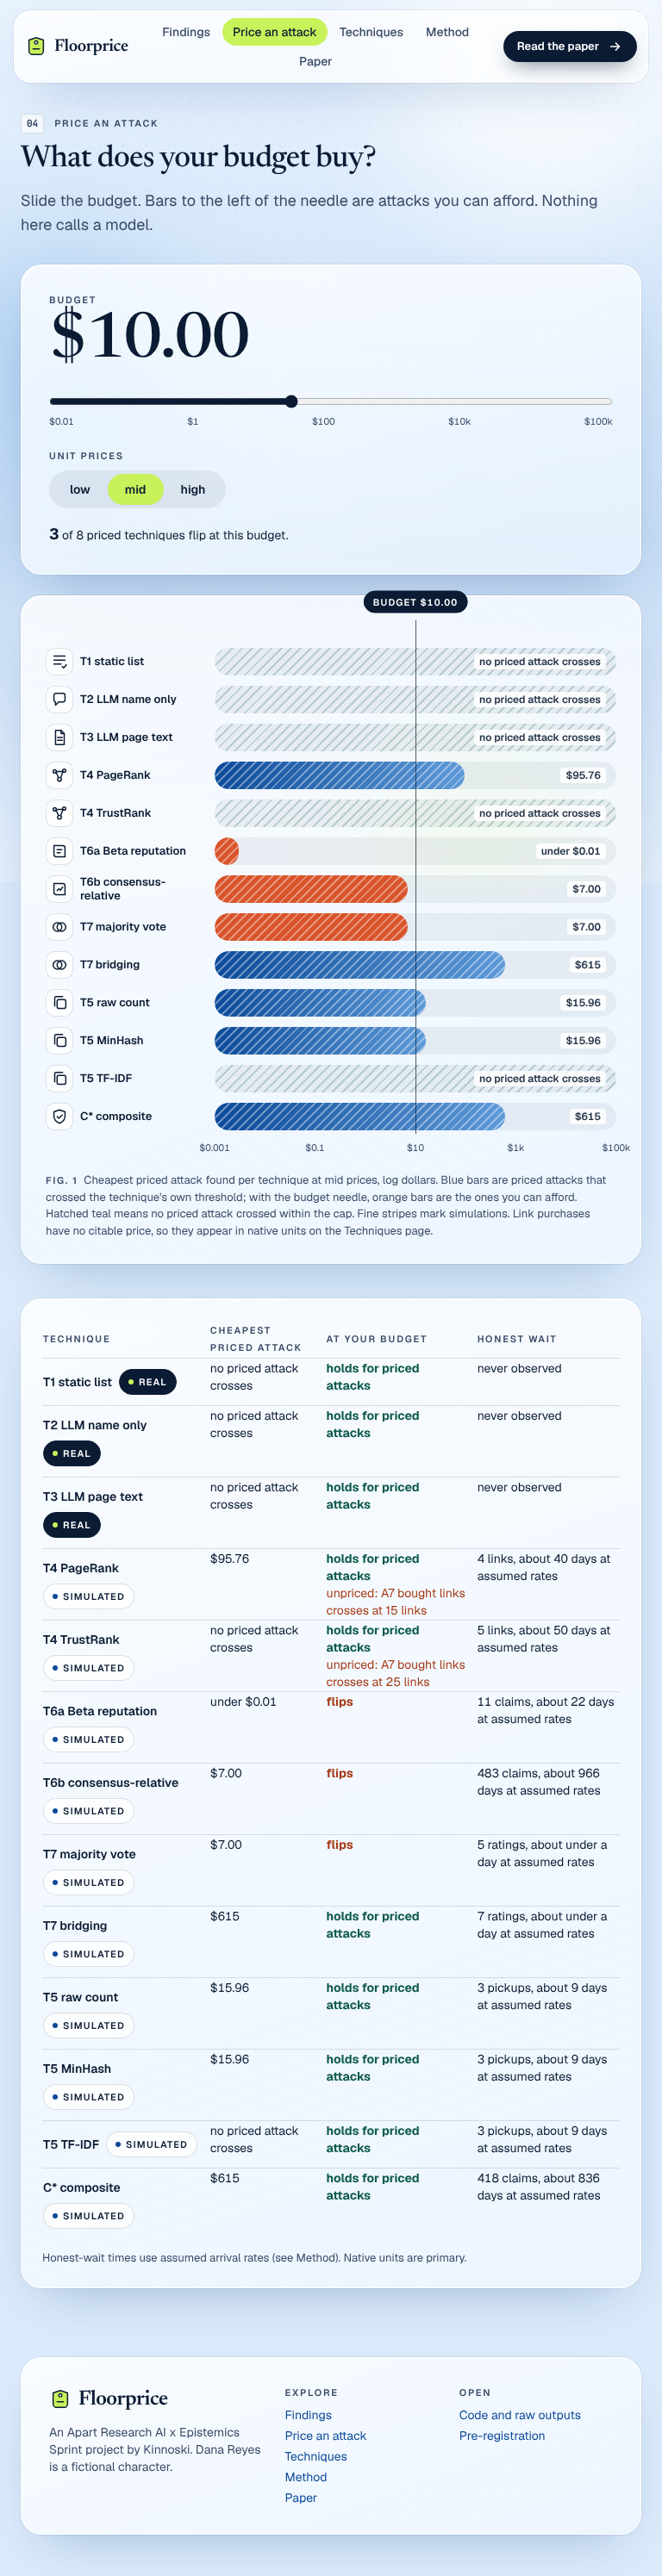 Floorprice
Findings
Price an attack
Techniques
Method
Paper
Read the paper →
04 PRICE AN ATTACK
What does your budget buy?
Slide the budget. Bars to the left of the needle are attacks you can afford. Nothing
here calls a model.
BUDGET
$10.00
$0.01 $1 $100 $10k $100k
UNIT PRICES
low mid high
3 of 8 priced techniques flip at this budget.
BUDGET $10.00
T1 static list no priced attack crosses
T2 LLM name only no priced attack crosses
T3 LLM page text no priced attack crosses
T4 PageRank $95.76
T4 TrustRank no priced attack crosses
T6a Beta reputation under $0.01
T6b consensus-
relative $7.00
T7 majority vote $7.00
T7 bridging $615
T5 raw count $15.96
T5 MinHash $15.96
T5 TF-IDF no priced attack crosses
C* composite $615
$0.001 $0.1 $10 $1k $100k
FIG. 1 Cheapest priced attack found per technique at mid prices, log dollars. Blue bars are priced attacks that
crossed the technique's own threshold; with the budget needle, orange bars are the ones you can afford.
Hatched teal means no priced attack crossed within the cap. Fine stripes mark simulations. Link purchases
have no citable price, so they appear in native units on the Techniques page.
TECHNIQUE
CHEAPEST
PRICED ATTACK
AT YOUR BUDGET
HONEST WAIT
T1 static list REAL
no priced attack
crosses
holds for priced
attacks
never observed
T2 LLM name only
REAL
no priced attack
crosses
holds for priced
attacks
never observed
T3 LLM page text
REAL
no priced attack
crosses
holds for priced
attacks
never observed
T4 PageRank
SIMULATED
$95.76
holds for priced
attacks
unpriced: A7 bought links
crosses at 15 links
4 links, about 40 days at
assumed rates
T4 TrustRank
SIMULATED
no priced attack
crosses
holds for priced
attacks
unpriced: A7 bought links
crosses at 25 links
5 links, about 50 days at
assumed rates
T6a Beta reputation
SIMULATED
under $0.01
flips
11 claims, about 22 days
at assumed rates
T6b consensus-relative
SIMULATED
$7.00
flips
483 claims, about 966
days at assumed rates
T7 majority vote
SIMULATED
$7.00
flips
5 ratings, about under a
day at assumed rates
T7 bridging
SIMULATED
$615
holds for priced
attacks
7 ratings, about under a
day at assumed rates
T5 raw count
SIMULATED
$15.96
holds for priced
attacks
3 pickups, about 9 days
at assumed rates
T5 MinHash
SIMULATED
$15.96
holds for priced
attacks
3 pickups, about 9 days
at assumed rates
T5 TF-IDF SIMULATED
no priced attack
crosses
holds for priced
attacks
3 pickups, about 9 days
at assumed rates
C* composite
SIMULATED
$615
holds for priced
attacks
418 claims, about 836
days at assumed rates
Honest-wait times use assumed arrival rates (see Method). Native units are primary.
Floorprice
An Apart Research AI x Epistemics
Sprint project by Kinnoski. Dana Reyes
is a fictional character.
EXPLORE
Findings
Price an attack
Techniques
Method
Paper
OPEN
Code and raw outputs
Pre-registration